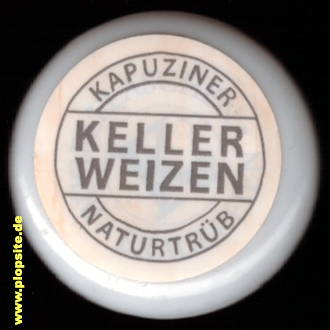 KAPUZINER
KELLER
WEIZEN
NATURTRÜB
www.plopsite.de